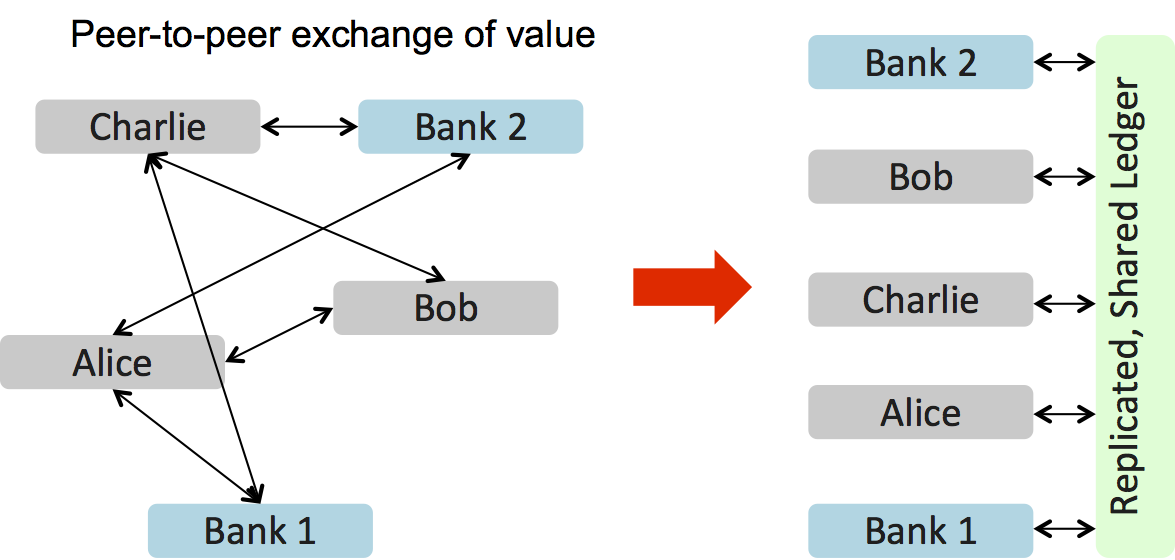 Peer-to-peer exchange of value
Charlie
Bank 2
Bob
Alice
Bank 1
Bank 2
Bob
Charlie
Alice
Bank 1
Replicated, Shared Ledger